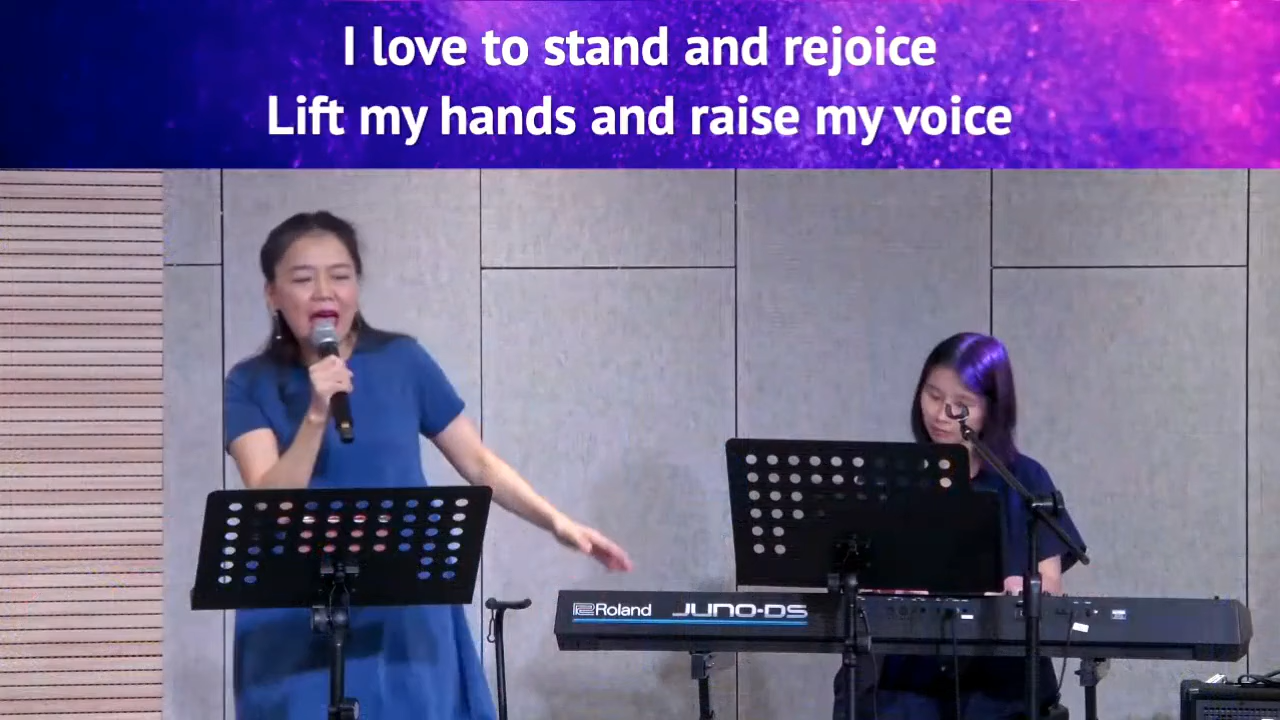 I love to stand and rejoice
Lift my hands and raise my voice
Roland JUNO-DS